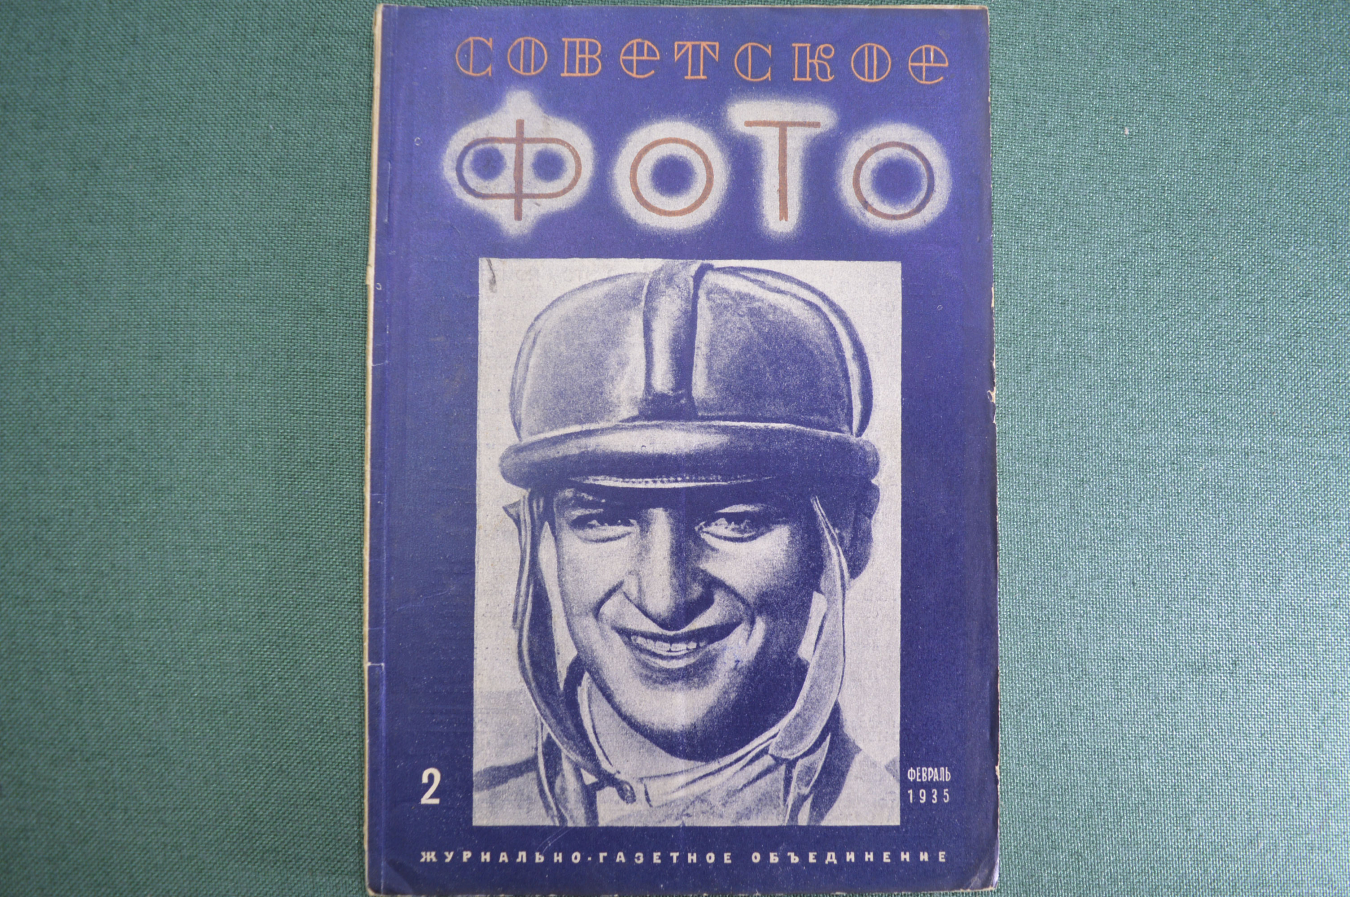 СОВЕТСКОЕ
ФОТО
2
ФЕВРАЛЬ
1935
ЖУРНАЛЬНО-ГАЗЕТНОЕ ОБЪЕДИНЕНИЕ